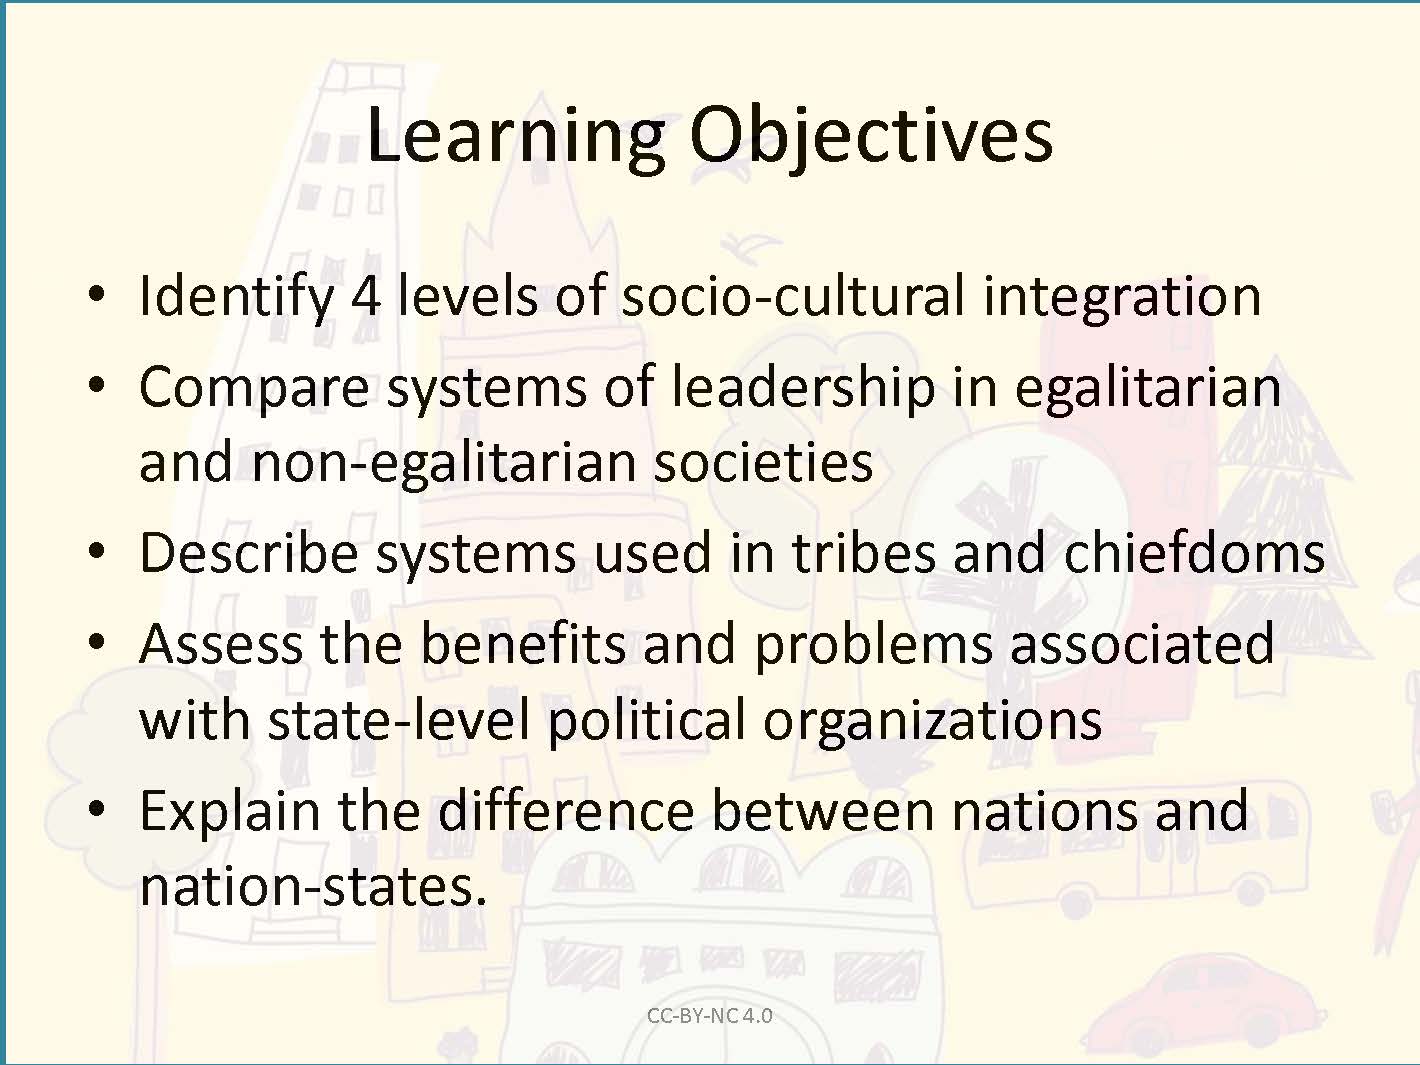 Learning Objectives
• Identify 4 levels of socio-cultural integration
• Compare systems of leadership in egalitarian
and non-egalitarian societies
• Describe systems used in tribes and chiefdoms
• Assess the benefits and problems associated
with state-level political organizations
• Explain the difference between nations and
nation-states.
CC-BY-NC 4.0